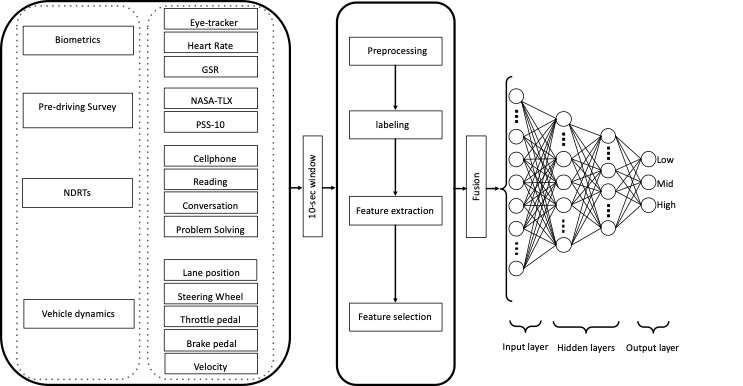 Biometrics
Eye-tracker
Heart Rate
GSR
Pre-driving Survey
NASA-TLX
PSS-10
NDRTs
Cellphone
Reading
Conversation
Problem Solving
Vehicle dynamics
Lane position
Steering Wheel
Throttle pedal
Brake pedal
Velocity
10-sec window
Preprocessing
labeling
Feature extraction
Feature selection
Fusion
Low
Mid
High
Input layer
Hidden layers
Output layer